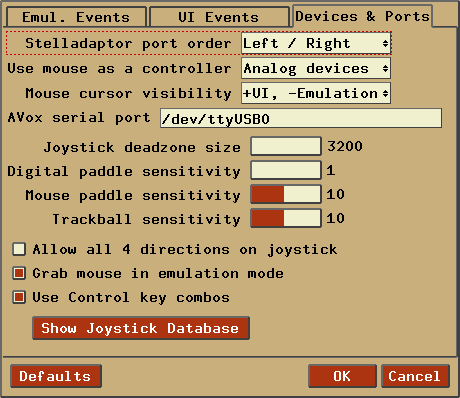 Emul. Events UI Events Devices & Ports
Stelladaptor port order Left / Right
Use mouse as a controller Analog devices
Mouse cursor visibility +UI, -Emulation
AVox serial port /dev/ttyUSB0
Joystick deadzone size 3200
Digital paddle sensitivity 1
Mouse paddle sensitivity 10
Trackball sensitivity 10
Allow all 4 directions on joystick
Grab mouse in emulation mode
Use Control key combos
Show Joystick Database
Defaults OK Cancel